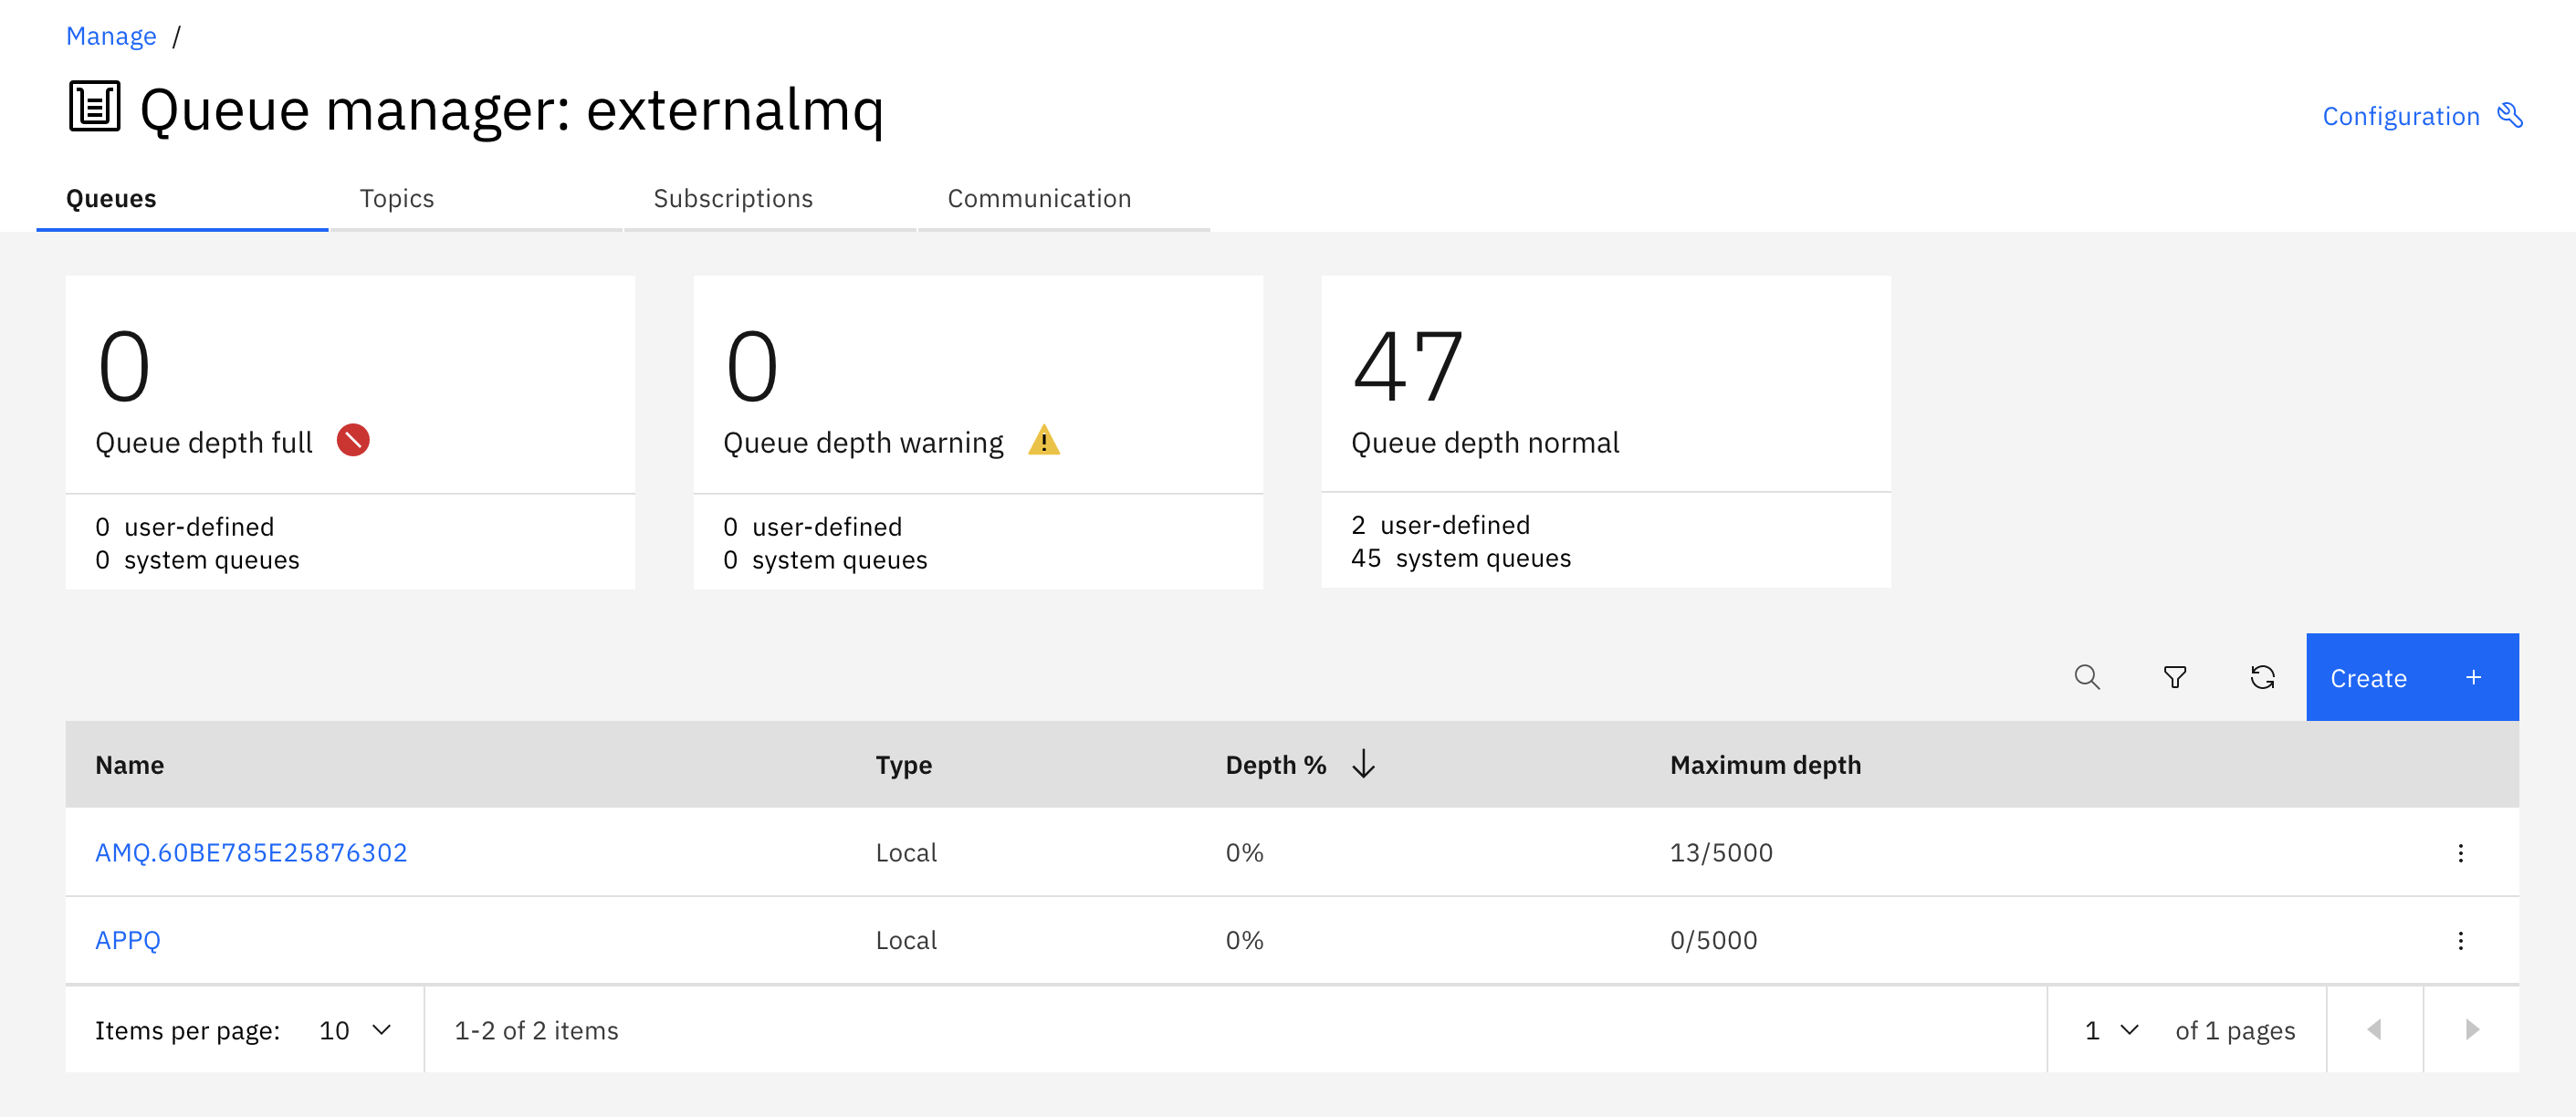 Manage /
Queue manager: externalmq
Configuration
Queues Topics Subscriptions Communication
0
Queue depth full
0 user-defined
0 system queues
0
Queue depth warning
0 user-defined
0 system queues
47
Queue depth normal
2 user-defined
45 system queues
Create +
Name Type Depth % Maximum depth
AMQ.60BE785E25876302 Local 0% 13/5000
APPQ Local 0% 0/5000
Items per page: 10 1-2 of 2 items 1 of 1 pages